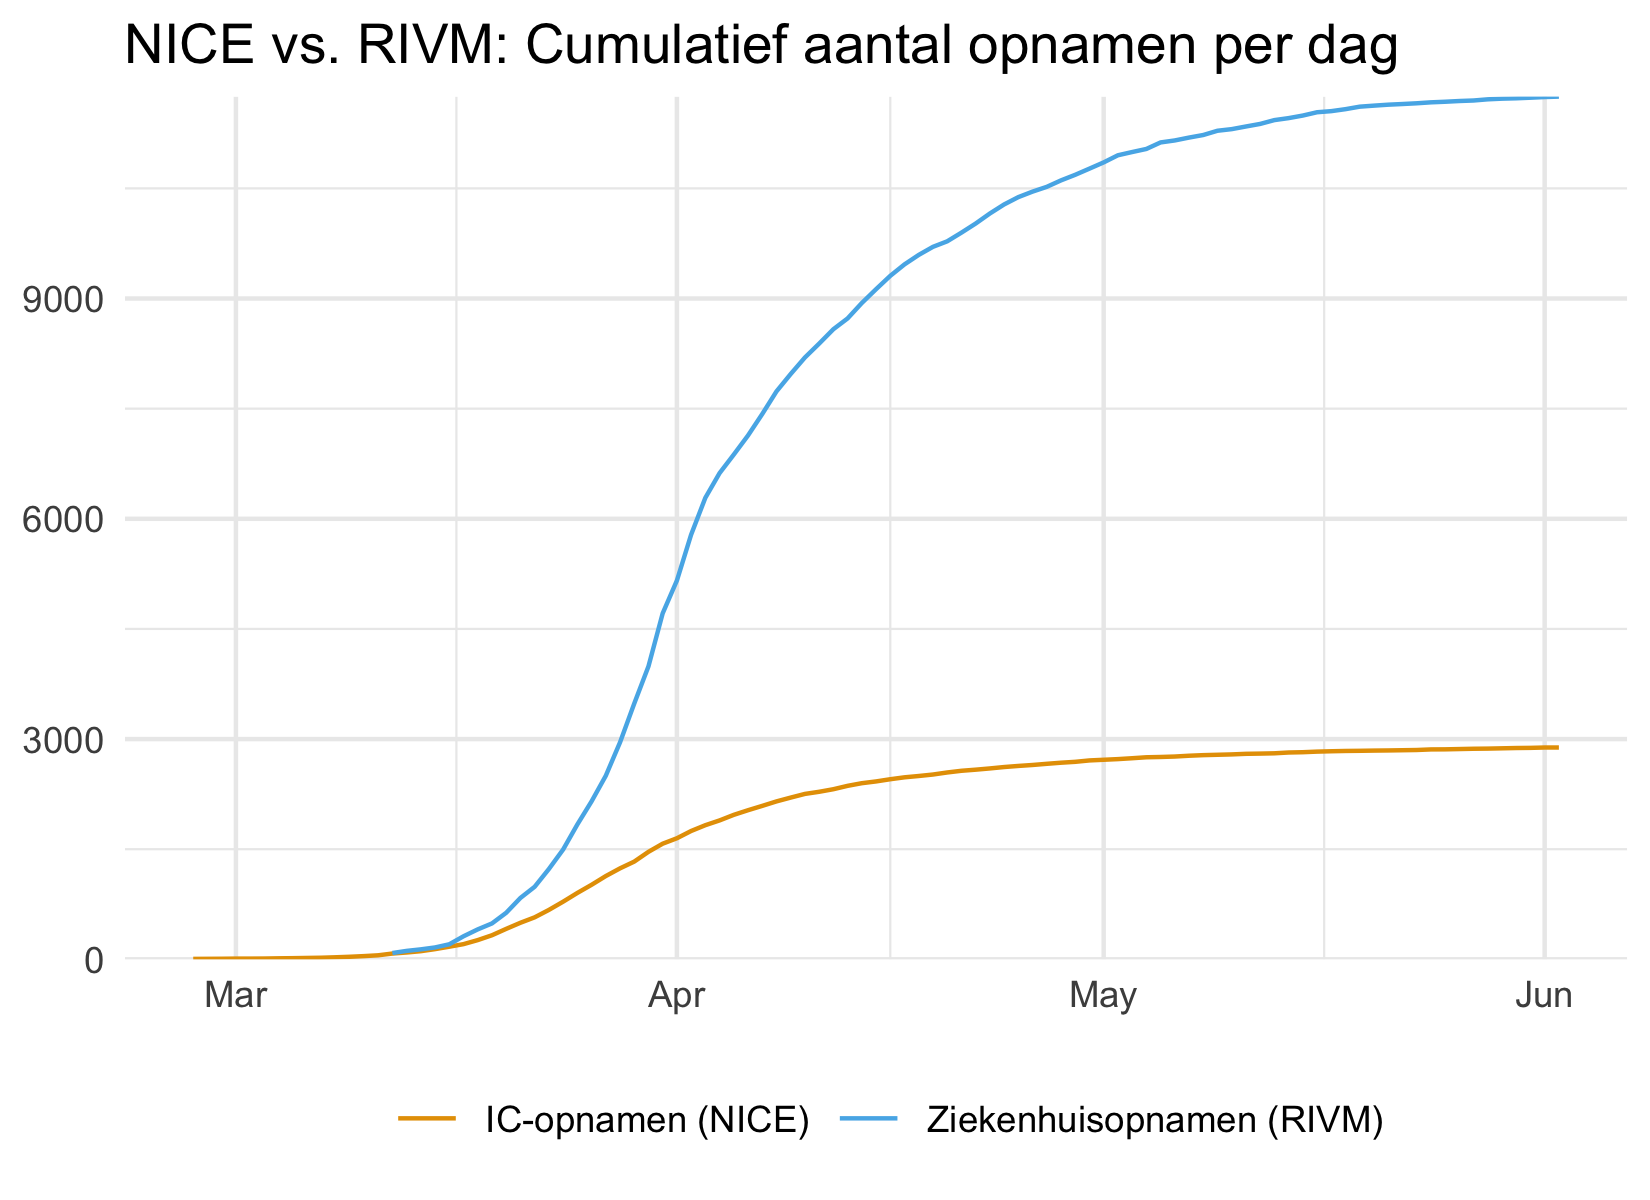 NICE vs. RIVM: Cumulatief aantal opnamen per dag
9000
6000
3000
0
Mar Apr May Jun
IC-opnamen (NICE) Ziekenhuisopnamen (RIVM)